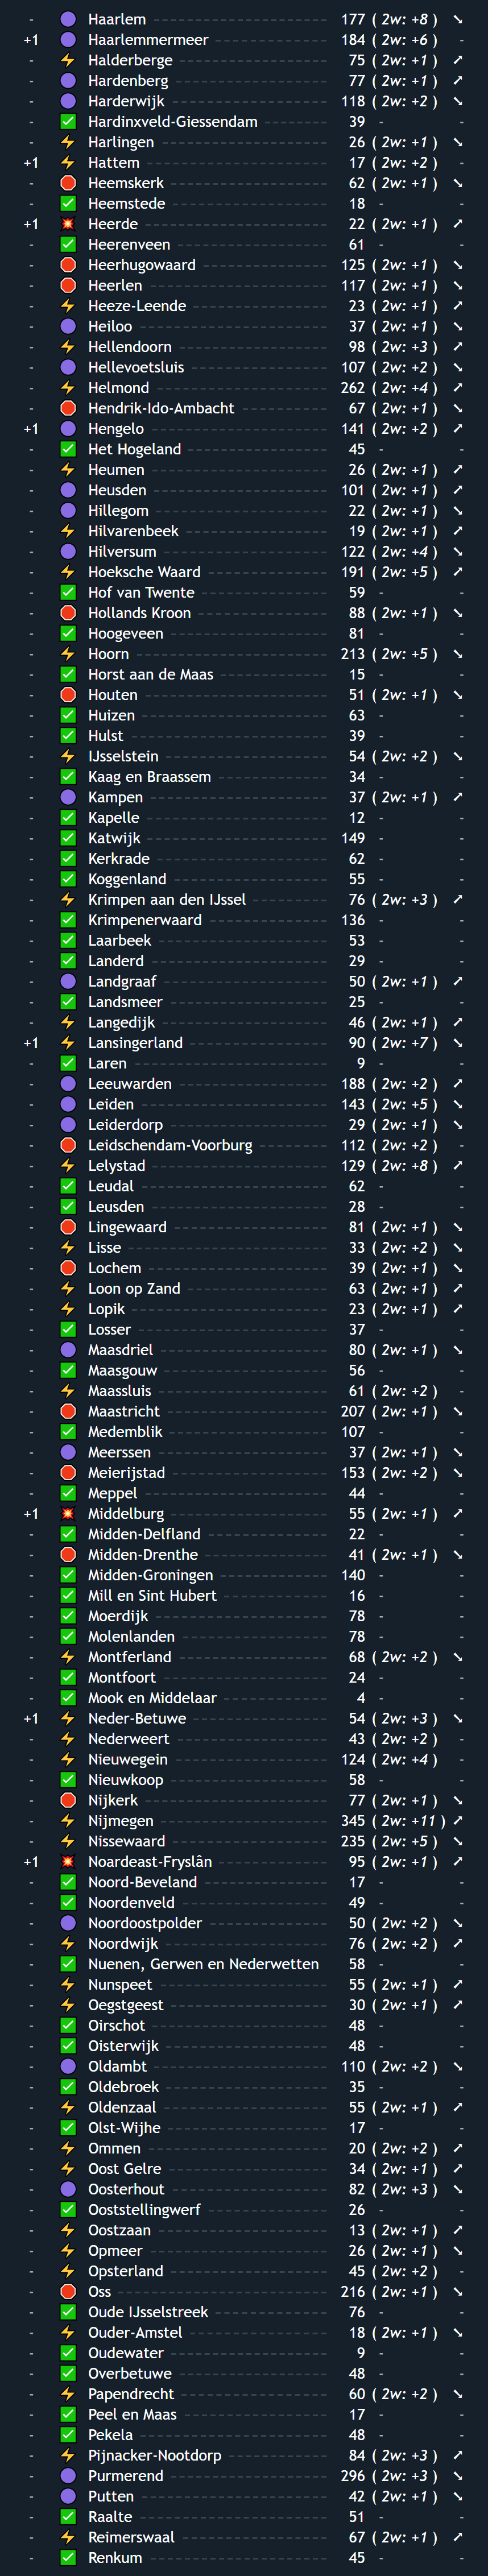 - Haarlem 177 ( 2w: +8 ) ➘
+1 Haarlemmermeer 184 ( 2w: +6 ) -
- Halderberge 75 ( 2w: +1 ) ➚
- Hardenberg 77 ( 2w: +1 ) ➚
- Harderwijk 118 ( 2w: +2 ) ➘
- Hardinxveld-Giessendam 39 - -
- Harlingen 26 ( 2w: +1 ) ➘
+1 Hattem 17 ( 2w: +2 ) -
- Heemskerk 62 ( 2w: +1 ) ➘
- Heemstede 18 - -
+1 Heerde 22 ( 2w: +1 ) ➚
- Heerenveen 61 - -
- Heerhugowaard 125 ( 2w: +1 ) ➘
- Heerlen 117 ( 2w: +1 ) ➘
- Heeze-Leende 23 ( 2w: +1 ) ➚
- Heiloo 37 ( 2w: +1 ) ➘
- Hellendoorn 98 ( 2w: +3 ) ➚
- Hellevoetsluis 107 ( 2w: +2 ) ➘
- Helmond 262 ( 2w: +4 ) ➚
- Hendrik-Ido-Ambacht 67 ( 2w: +1 ) ➘
+1 Hengelo 141 ( 2w: +2 ) ➚
- Het Hogeland 45 - -
- Heumen 26 ( 2w: +1 ) ➚
- Heusden 101 ( 2w: +1 ) ➚
- Hillegom 22 ( 2w: +1 ) ➘
- Hilvarenbeek 19 ( 2w: +1 ) ➚
- Hilversum 122 ( 2w: +4 ) ➘
- Hoeksche Waard 191 ( 2w: +5 ) ➚
- Hof van Twente 59 - -
- Hollands Kroon 88 ( 2w: +1 ) ➘
- Hoogeveen 81 - -
- Hoorn 213 ( 2w: +5 ) ➘
- Horst aan de Maas 15 - -
- Houten 51 ( 2w: +1 ) ➘
- Huizen 63 - -
- Hulst 39 - -
- IJsselstein 54 ( 2w: +2 ) ➘
- Kaag en Braassem 34 - -
- Kampen 37 ( 2w: +1 ) ➚
- Kapelle 12 - -
- Katwijk 149 - -
- Kerkrade 62 - -
- Koggenland 55 - -
- Krimpen aan den IJssel 76 ( 2w: +3 ) ➚
- Krimpenerwaard 136 - -
- Laarbeek 53 - -
- Landerd 29 - -
- Landgraaf 50 ( 2w: +1 ) ➚
- Landsmeer 25 - -
- Langedijk 46 ( 2w: +1 ) ➚
+1 Lansingerland 90 ( 2w: +7 ) ➘
- Laren 9 - -
- Leeuwarden 188 ( 2w: +2 ) ➚
- Leiden 143 ( 2w: +5 ) ➘
- Leiderdorp 29 ( 2w: +1 ) ➘
- Leidschendam-Voorburg 112 ( 2w: +2 ) -
- Lelystad 129 ( 2w: +8 ) ➚
- Leudal 62 - -
- Leusden 28 - -
- Lingewaard 81 ( 2w: +1 ) ➘
- Lisse 33 ( 2w: +2 ) ➘
- Lochem 39 ( 2w: +1 ) ➘
- Loon op Zand 63 ( 2w: +1 ) ➚
- Lopik 23 ( 2w: +1 ) ➚
- Losser 37 - -
- Maasdriel 80 ( 2w: +1 ) ➘
- Maasgouw 56 - -
- Maassluis 61 ( 2w: +2 ) -
- Maastricht 207 ( 2w: +1 ) ➘
- Medemblik 107 - -
- Meerssen 37 ( 2w: +1 ) ➘
- Meierijstad 153 ( 2w: +2 ) ➘
- Meppel 44 - -
+1 Middelburg 55 ( 2w: +1 ) ➚
- Midden-Delfland 22 - -
- Midden-Drenthe 41 ( 2w: +1 ) ➘
- Midden-Groningen 140 - -
- Mill en Sint Hubert 16 - -
- Moerdijk 78 - -
- Molenlanden 78 - -
- Montferland 68 ( 2w: +2 ) ➘
- Montfoort 24 - -
- Mook en Middelaar 4 - -
+1 Neder-Betuwe 54 ( 2w: +3 ) ➘
- Nederweert 43 ( 2w: +2 ) -
- Nieuwegein 124 ( 2w: +4 ) -
- Nieuwkoop 58 - -
- Nijkerk 77 ( 2w: +1 ) ➘
- Nijmegen 345 ( 2w: +11 ) ➚
- Nissewaard 235 ( 2w: +5 ) ➘
+1 Noardeast-Fryslân 95 ( 2w: +1 ) ➚
- Noord-Beveland 17 - -
- Noordenveld 49 - -
- Noordoostpolder 50 ( 2w: +2 ) ➘
- Noordwijk 76 ( 2w: +2 ) ➚
- Nuenen, Gerwen en Nederwetten 58 - -
- Nunspeet 55 ( 2w: +1 ) ➚
- Oegstgeest 30 ( 2w: +1 ) ➚
- Oirschot 48 - -
- Oisterwijk 48 - -
- Oldambt 110 ( 2w: +2 ) ➘
- Oldebroek 35 - -
- Oldenzaal 55 ( 2w: +1 ) ➚
- Olst-Wijhe 17 - -
- Ommen 20 ( 2w: +2 ) ➚
- Oost Gelre 34 ( 2w: +1 ) ➚
- Oosterhout 82 ( 2w: +3 ) ➘
- Ooststellingwerf 26 - -
- Oostzaan 13 ( 2w: +1 ) ➚
- Opmeer 26 ( 2w: +1 ) ➘
- Opsterland 45 ( 2w: +2 ) -
- Oss 216 ( 2w: +1 ) ➘
- Oude IJsselstreek 76 - -
- Ouder-Amstel 18 ( 2w: +1 ) ➘
- Oudewater 9 - -
- Overbetuwe 48 - -
- Papendrecht 60 ( 2w: +2 ) ➘
- Peel en Maas 17 - -
- Pekela 48 - -
- Pijnacker-Nootdorp 84 ( 2w: +3 ) ➚
- Purmerend 296 ( 2w: +3 ) ➘
- Putten 42 ( 2w: +1 ) ➘
- Raalte 51 - -
- Reimerswaal 67 ( 2w: +1 ) ➚
- Renkum 45 - -